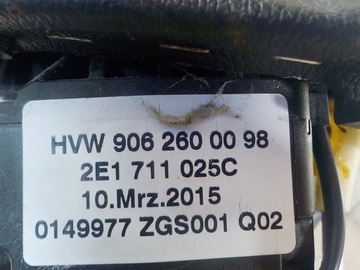 HVW 906 260 00 98
2E1 711 025C
10.Mrz.2015
0149977 ZGS001 Q02